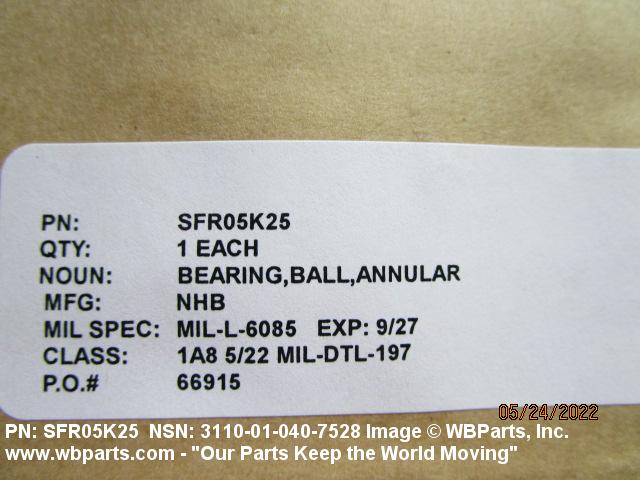 PN: SFR05K25
QTY: 1 EACH
NOUN: BEARING,BALL,ANNULAR
MFG: NHB
MIL SPEC: MIL-L-6085 EXP: 9/27
CLASS: 1A8 5/22 MIL-DTL-197
P.O.# 66915
05/24/2022
PN: SFR05K25 NSN: 3110-01-040-7528 Image © WBParts, Inc.
www.wbparts.com - "Our Parts Keep the World Moving"